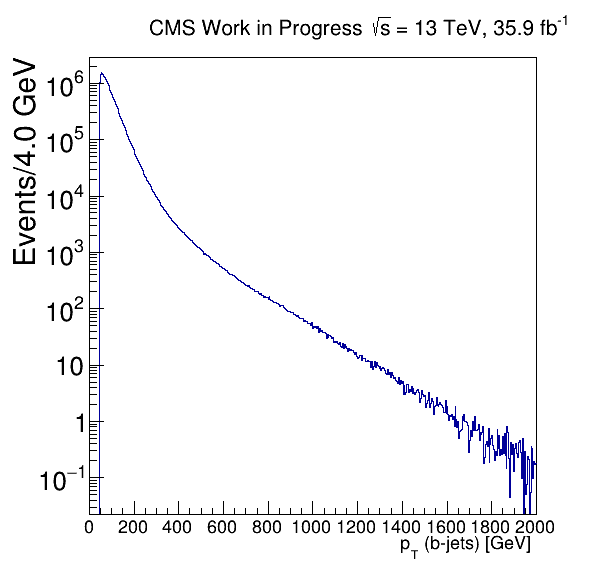 CMS Work in Progress √s = 13 TeV, 35.9 fb⁻¹
Events/4.0 GeV
10⁶
10⁵
10⁴
10³
10²
10
1
10⁻¹
0 200 400 600 800 1000 1200 1400 1600 1800 2000
p_T (b-jets) [GeV]